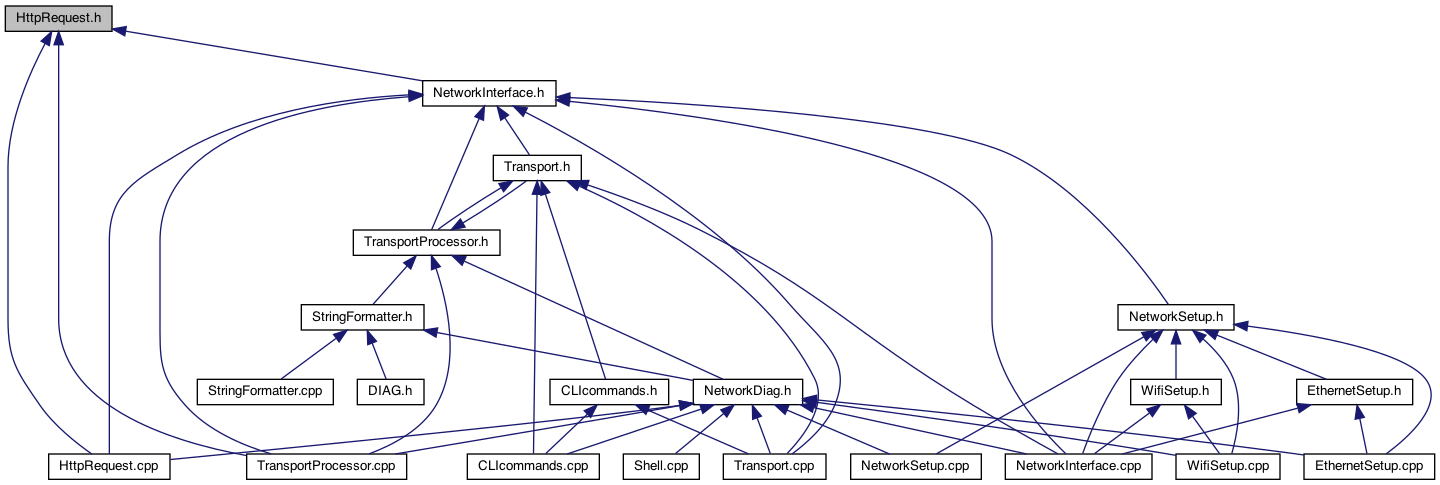 HttpRequest.h
NetworkInterface.h
Transport.h
TransportProcessor.h
StringFormatter.h
NetworkSetup.h
StringFormatter.cpp
DIAG.h
CLIcommands.h
NetworkDiag.h
WifiSetup.h
EthernetSetup.h
HttpRequest.cpp
TransportProcessor.cpp
CLIcommands.cpp
Shell.cpp
Transport.cpp
NetworkSetup.cpp
NetworkInterface.cpp
WifiSetup.cpp
EthernetSetup.cpp